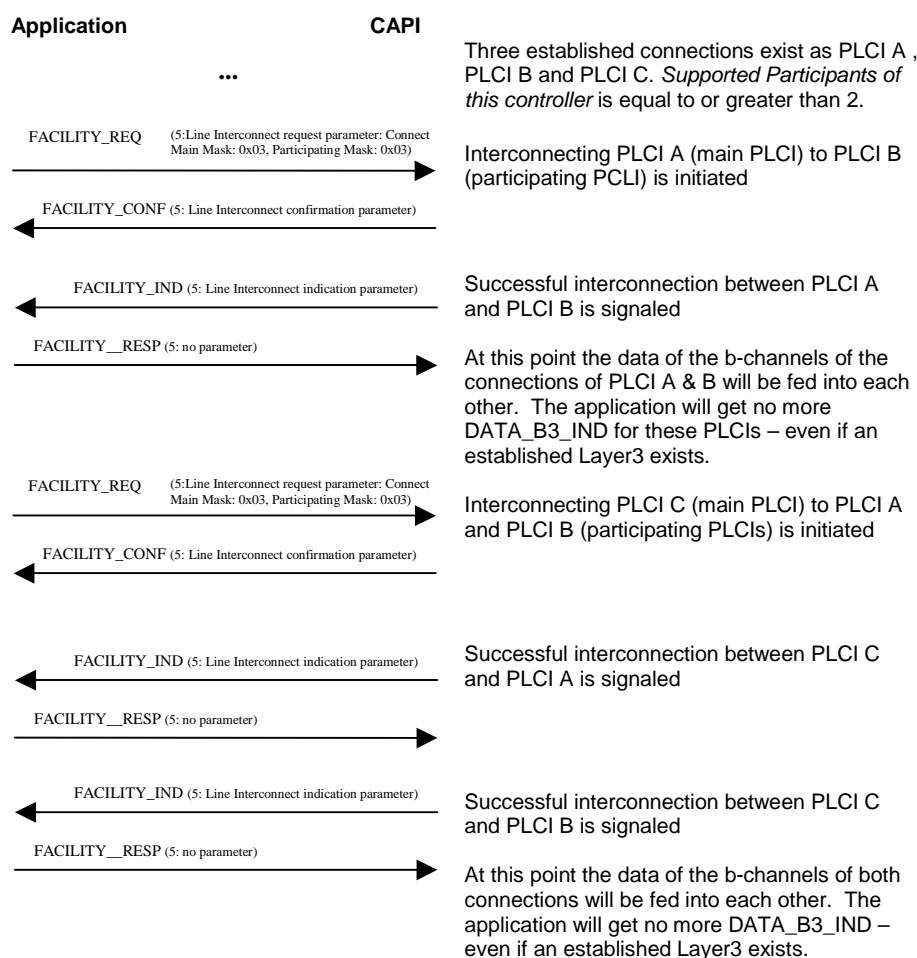 Application CAPI
Three established connections exist as PLCI A ,
... PLCI B and PLCI C. Supported Participants of
this controller is equal to or greater than 2.
FACILITY_REQ (5:Line Interconnect request parameter: Connect
Main Mask: 0x03, Participating Mask: 0x03)
Interconnecting PLCI A (main PLCI) to PLCI B
(participating PCLI) is initiated
FACILITY_CONF (5: Line Interconnect confirmation parameter)
FACILITY_IND (5: Line Interconnect indication parameter)
Successful interconnection between PLCI A
and PLCI B is signaled
FACILITY__RESP (5: no parameter)
At this point the data of the b-channels of the
connections of PLCI A & B will be fed into each
other. The application will get no more
DATA_B3_IND for these PLCIs – even if an
established Layer3 exists.
FACILITY_REQ (5:Line Interconnect request parameter: Connect
Main Mask: 0x03, Participating Mask: 0x03)
Interconnecting PLCI C (main PLCI) to PLCI A
and PLCI B (participating PLCIs) is initiated
FACILITY_CONF (5: Line Interconnect confirmation parameter)
FACILITY_IND (5: Line Interconnect indication parameter)
Successful interconnection between PLCI C
and PLCI A is signaled
FACILITY__RESP (5: no parameter)
FACILITY_IND (5: Line Interconnect indication parameter)
Successful interconnection between PLCI C
and PLCI B is signaled
FACILITY__RESP (5: no parameter)
At this point the data of the b-channels of both
connections will be fed into each other. The
application will get no more DATA_B3_IND –
even if an established Layer3 exists.